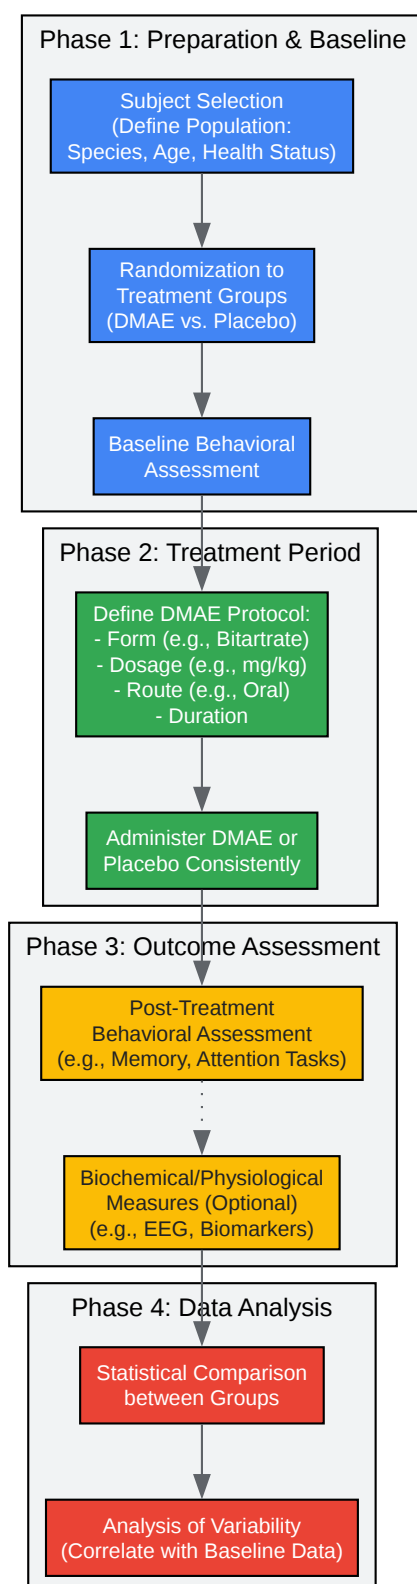 Phase 1: Preparation & Baseline
Subject Selection
(Define Population:
Species, Age, Health Status)
Randomization to
Treatment Groups
(DMAE vs. Placebo)
Baseline Behavioral
Assessment
Phase 2: Treatment Period
Define DMAE Protocol:
- Form (e.g., Bitartrate)
- Dosage (e.g., mg/kg)
- Route (e.g., Oral)
- Duration
Administer DMAE or
Placebo Consistently
Phase 3: Outcome Assessment
Post-Treatment
Behavioral Assessment
(e.g., Memory, Attention Tasks)
Biochemical/Physiological
Measures (Optional)
(e.g., EEG, Biomarkers)
Phase 4: Data Analysis
Statistical Comparison
between Groups
Analysis of Variability
(Correlate with Baseline Data)